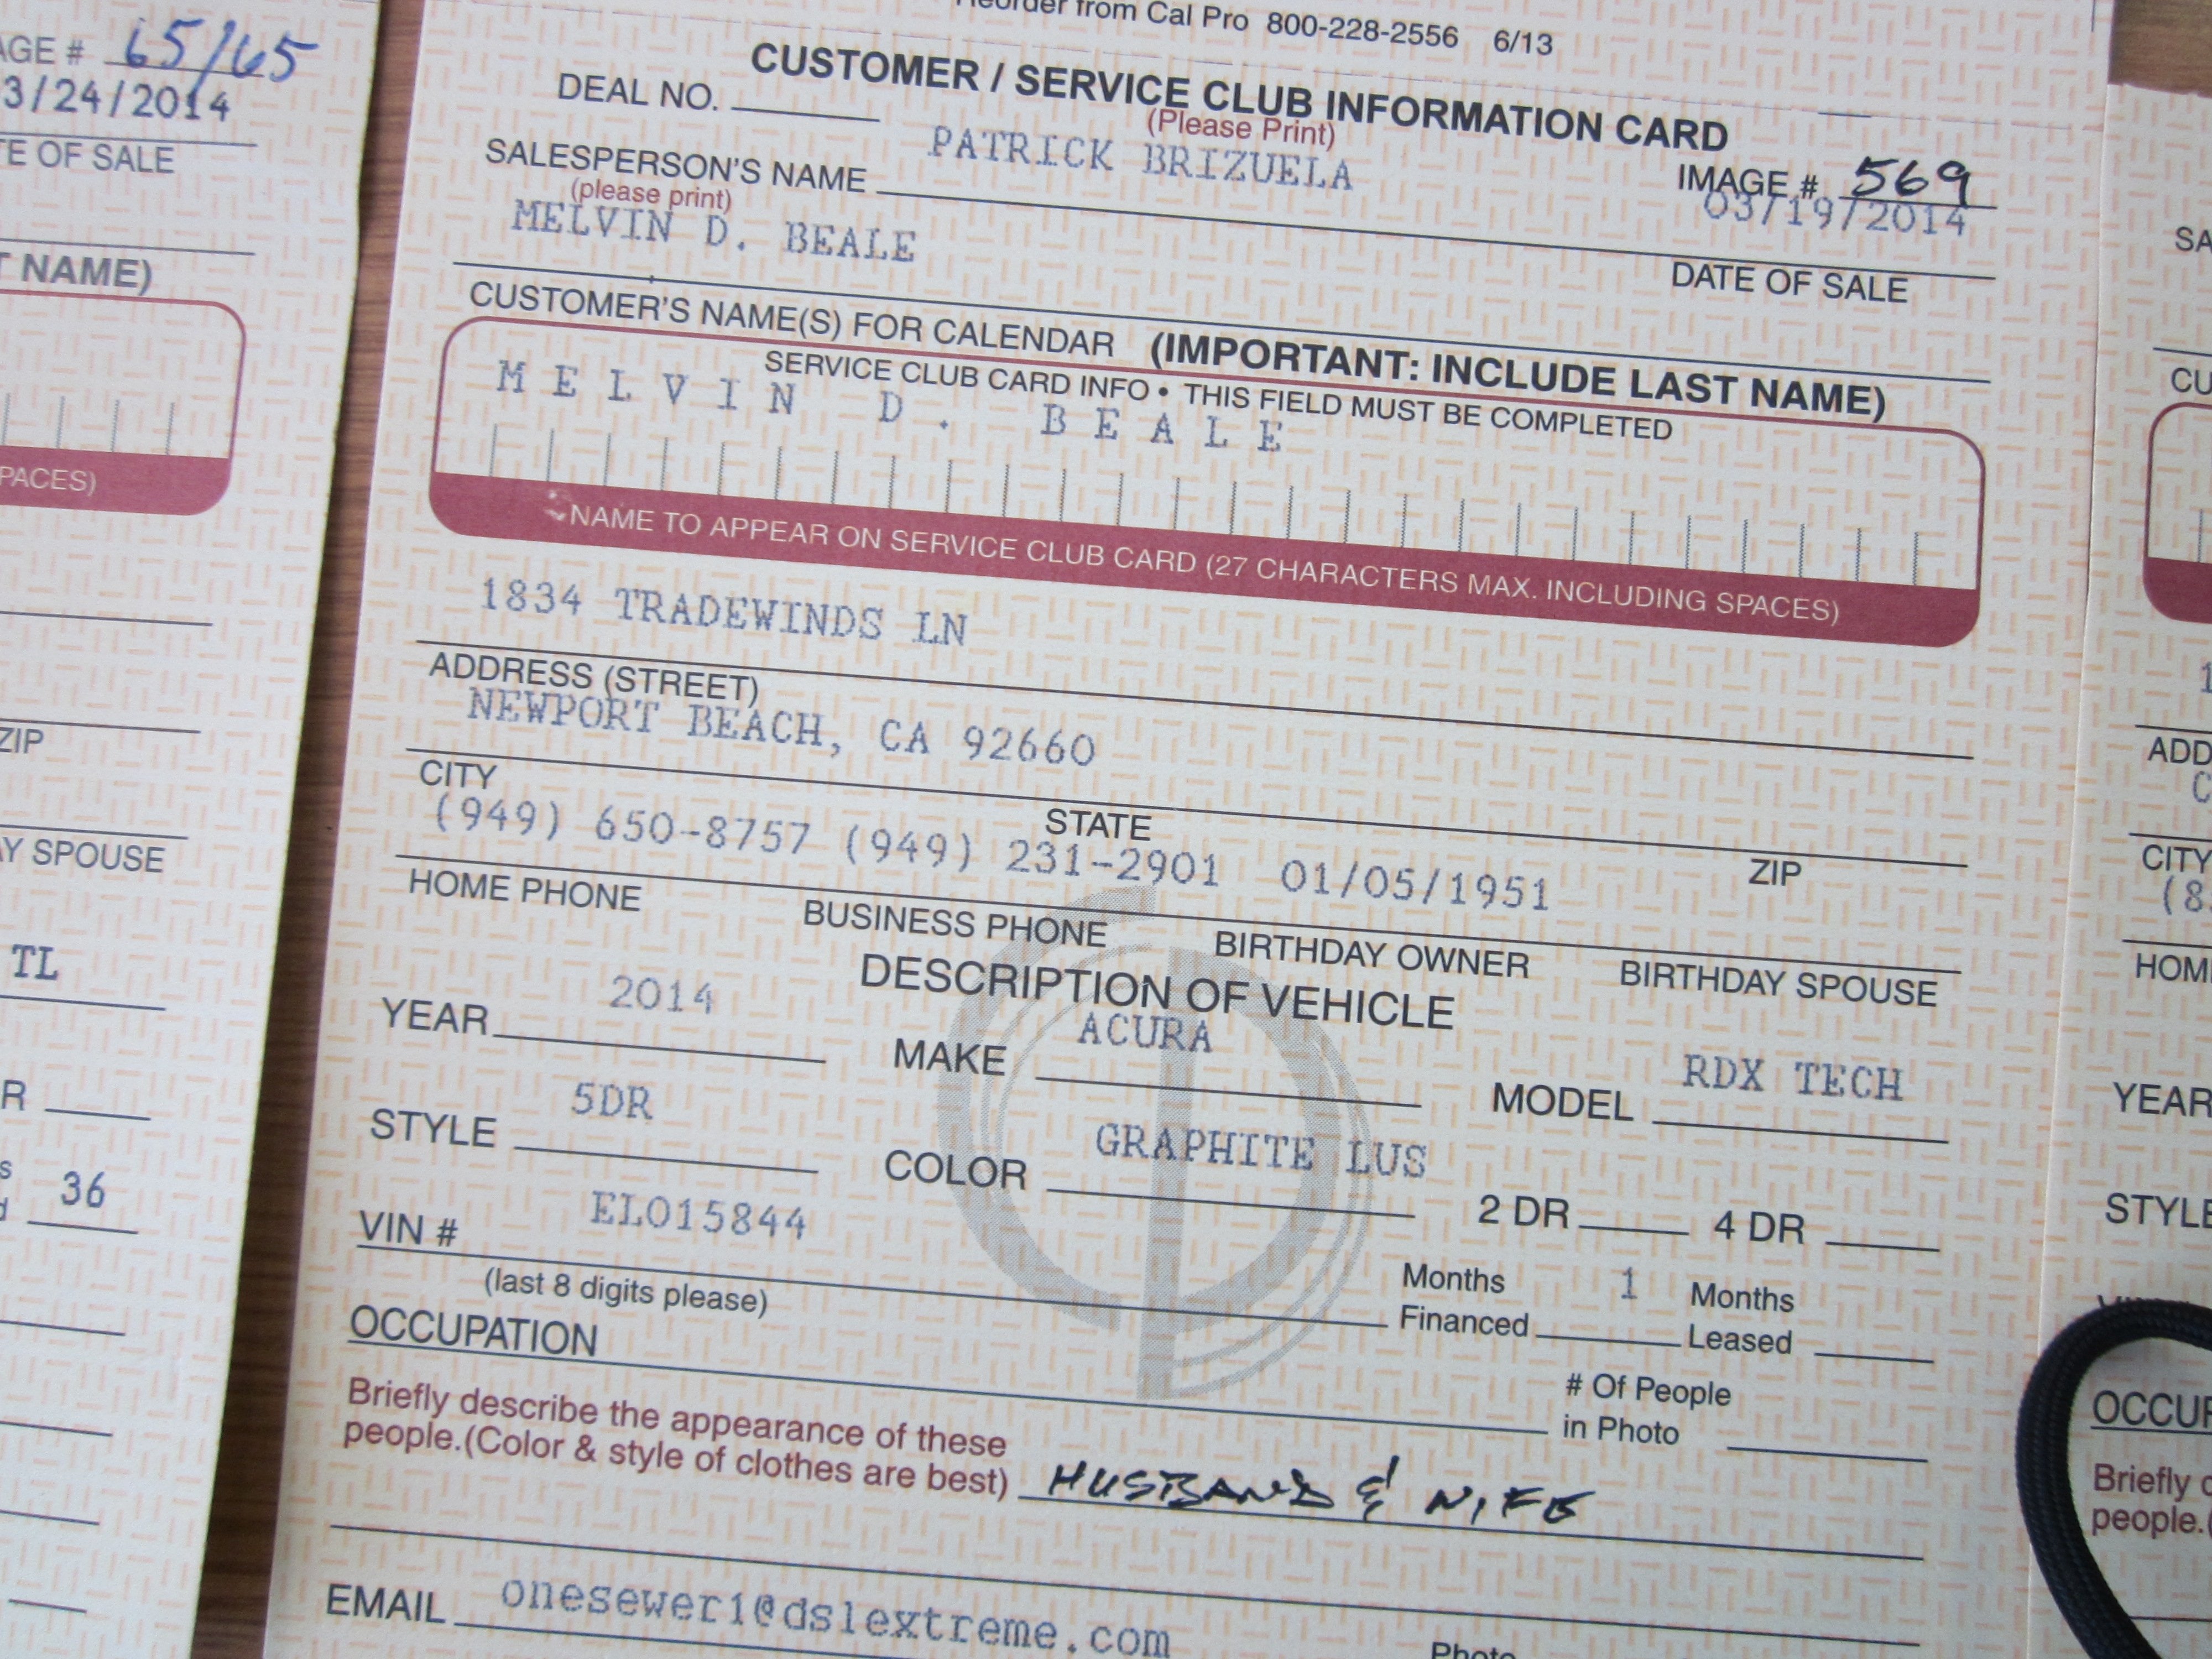 Reorder from Cal Pro 800-228-2556 6/13
CUSTOMER / SERVICE CLUB INFORMATION CARD
DEAL NO.
(Please Print)
SALESPERSON'S NAME PATRICK BRIZUELA
(please print)
IMAGE # 569
03/19/2014
MELVIN D. BEALE
DATE OF SALE
CUSTOMER'S NAME(S) FOR CALENDAR (IMPORTANT: INCLUDE LAST NAME)
SERVICE CLUB CARD INFO • THIS FIELD MUST BE COMPLETED
MELVIN D. BEALE
NAME TO APPEAR ON SERVICE CLUB CARD (27 CHARACTERS MAX. INCLUDING SPACES)
1834 TRADEWINDS LN
ADDRESS (STREET)
NEWPORT BEACH, CA 92660
CITY STATE ZIP
(949) 650-8757 (949) 231-2901 01/05/1951
HOME PHONE BUSINESS PHONE BIRTHDAY OWNER BIRTHDAY SPOUSE
DESCRIPTION OF VEHICLE
YEAR 2014 MAKE ACURA MODEL RDX TECH
STYLE 5DR COLOR GRAPHITE LUS 2 DR 4 DR
VIN # EL015844
(last 8 digits please)
Months Financed 1 Months Leased
OCCUPATION
# Of People
in Photo
Briefly describe the appearance of these
people.(Color & style of clothes are best) HUSBAND & WIFE
EMAIL onesewer1@dslextreme.com
Photo
AGE # 65/65
3/24/2014
TE OF SALE
T NAME)
PACES)
ZIP
AY SPOUSE
TL
R
36
SA
CU
1
ADD
C
CITY
(8
HOM
YEAR
STYLE
OCCUP
Briefly
people.(